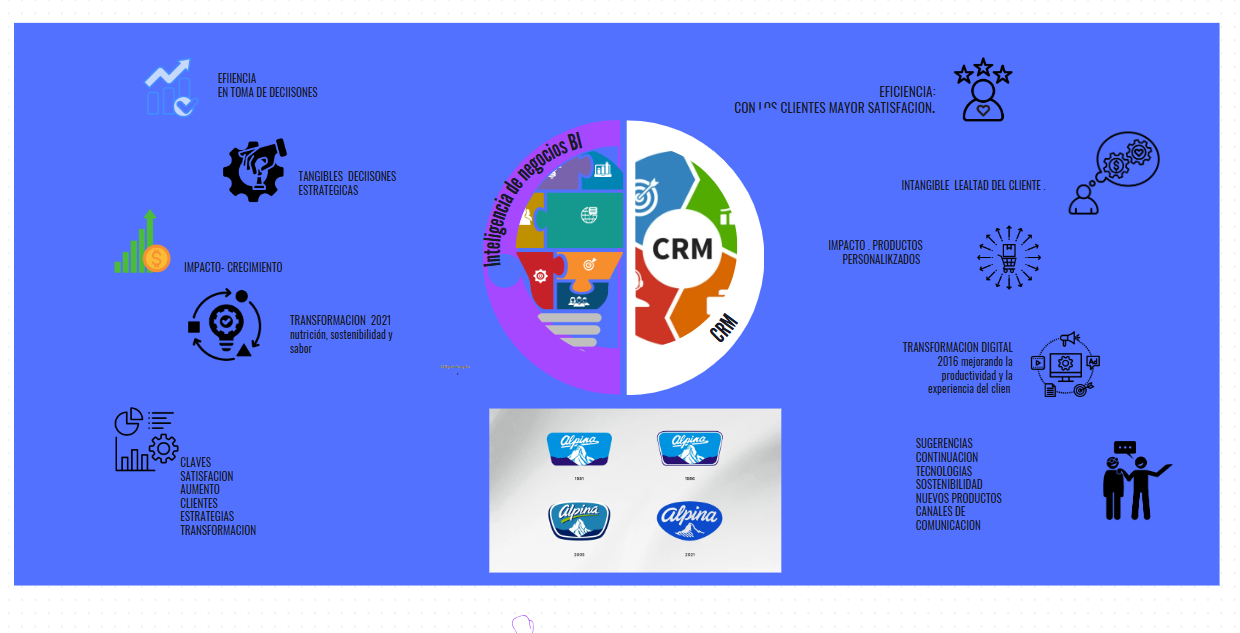 EFIIENCIA
EN TOMA DE DECIISONES
TANGIBLES DECIISONES
ESTRATEGICAS
IMPACTO- CRECIMIENTO
TRANSFORMACION 2021
nutrición, sostenibilidad y
sabor
CLAVES
SATISFACION
AUMENTO
CLIENTES
ESTRATEGIAS
TRANSFORMACION
Inteligencia de negocios BI
CRM
CRM
Alpina
1981
Alpina
Alpina
Alpina
2021
EFICIENCIA:
CON LOS CLIENTES MAYOR SATISFACION.
INTANGIBLE LEALTAD DEL CLIENTE .
IMPACTO . PRODUCTOS
PERSONALIKZADOS
TRANSFORMACION DIGITAL
2016 mejorando la
productividad y la
experiencia del clien
Ad
SUGERENCIAS
CONTINUACION
TECNOLOGIAS
SOSTENIBILIDAD
NUEVOS PRODUCTOS
CANALES DE
COMUNICACION